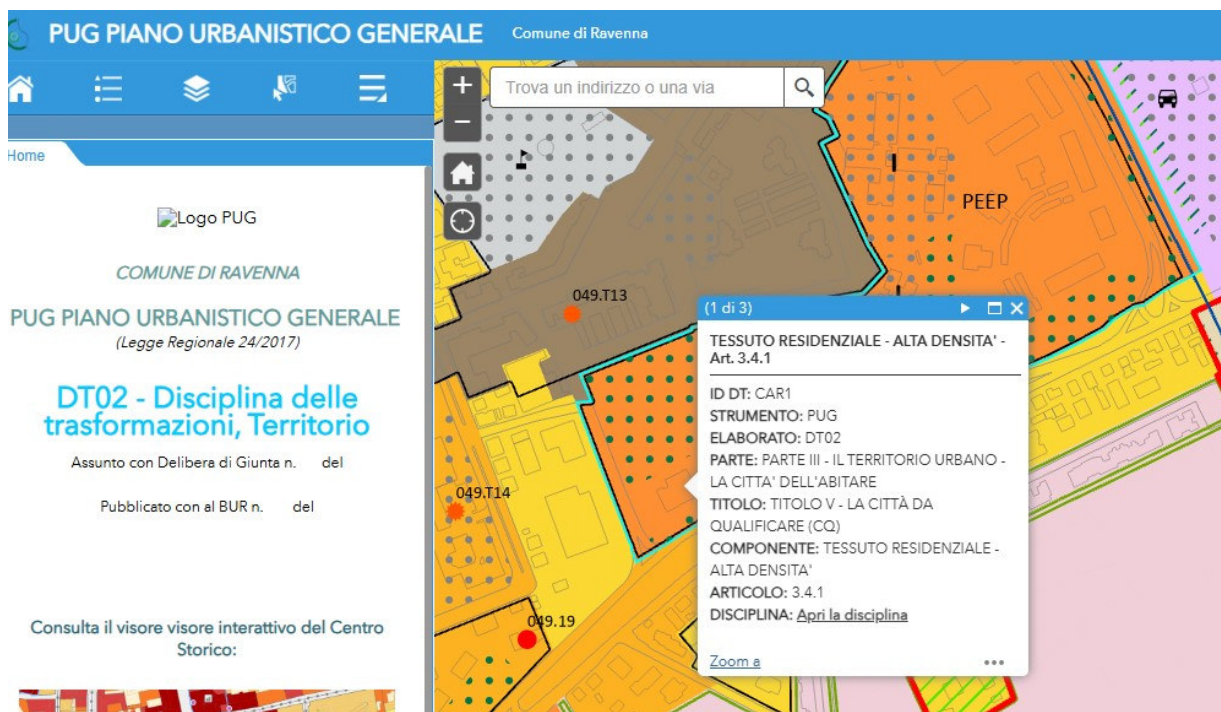 PUG PIANO URBANISTICO GENERALE
Comune di Ravenna
Home
Logo PUG
COMUNE DI RAVENNA
PUG PIANO URBANISTICO GENERALE
(Legge Regionale 24/2017)
DT02 - Disciplina delle
trasformazioni, Territorio
Assunto con Delibera di Giunta n. del
Pubblicato con al BUR n. del
Consulta il visore visore interattivo del Centro
Storico:
Trova un indirizzo o una via
PEEP
049.T13
049.T14
049.19
(1 di 3)
TESSUTO RESIDENZIALE - ALTA DENSITA' -
Art. 3.4.1
ID DT: CAR1
STRUMENTO: PUG
ELABORATO: DT02
PARTE: PARTE III - IL TERRITORIO URBANO -
LA CITTA' DELL'ABITARE
TITOLO: TITOLO V - LA CITTÀ DA
QUALIFICARE (CQ)
COMPONENTE: TESSUTO RESIDENZIALE -
ALTA DENSITA'
ARTICOLO: 3.4.1
DISCIPLINA: Apri la disciplina
Zoom a